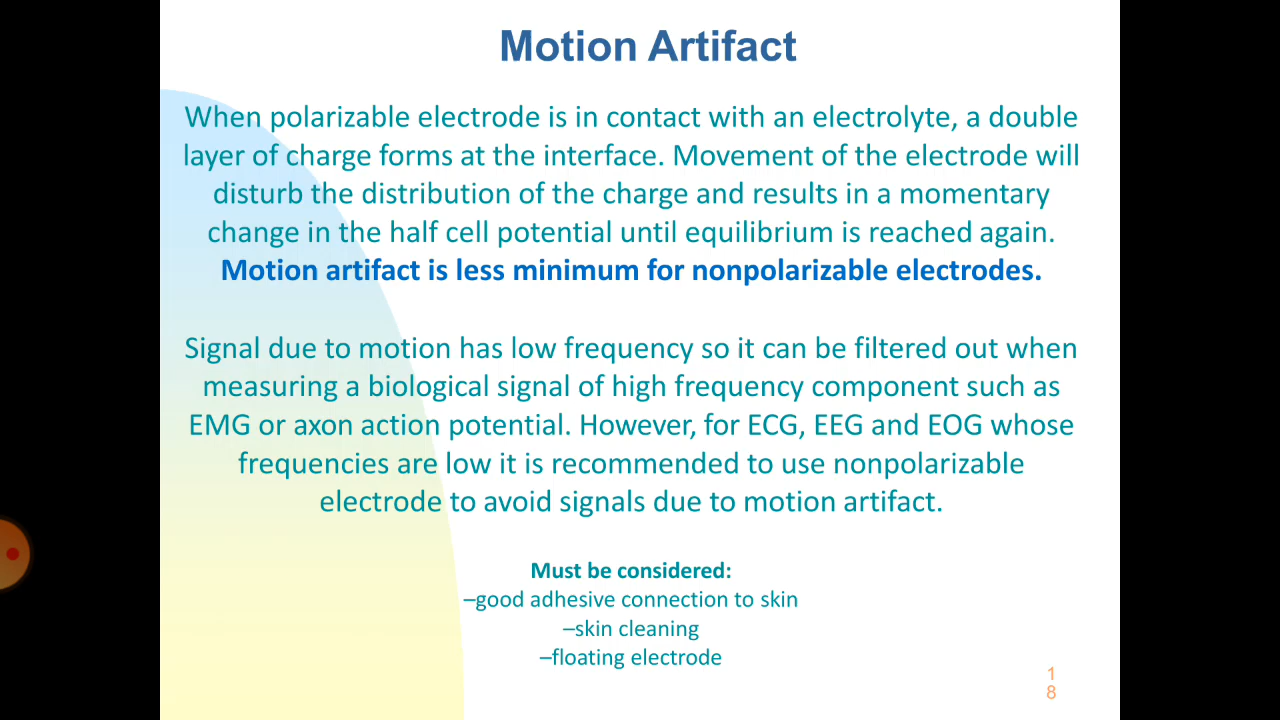 Motion Artifact
When polarizable electrode is in contact with an electrolyte, a double
layer of charge forms at the interface. Movement of the electrode will
disturb the distribution of the charge and results in a momentary
change in the half cell potential until equilibrium is reached again.
Motion artifact is less minimum for nonpolarizable electrodes.
Signal due to motion has low frequency so it can be filtered out when
measuring a biological signal of high frequency component such as
EMG or axon action potential. However, for ECG, EEG and EOG whose
frequencies are low it is recommended to use nonpolarizable
electrode to avoid signals due to motion artifact.
Must be considered:
–good adhesive connection to skin
–skin cleaning
–floating electrode
1
8